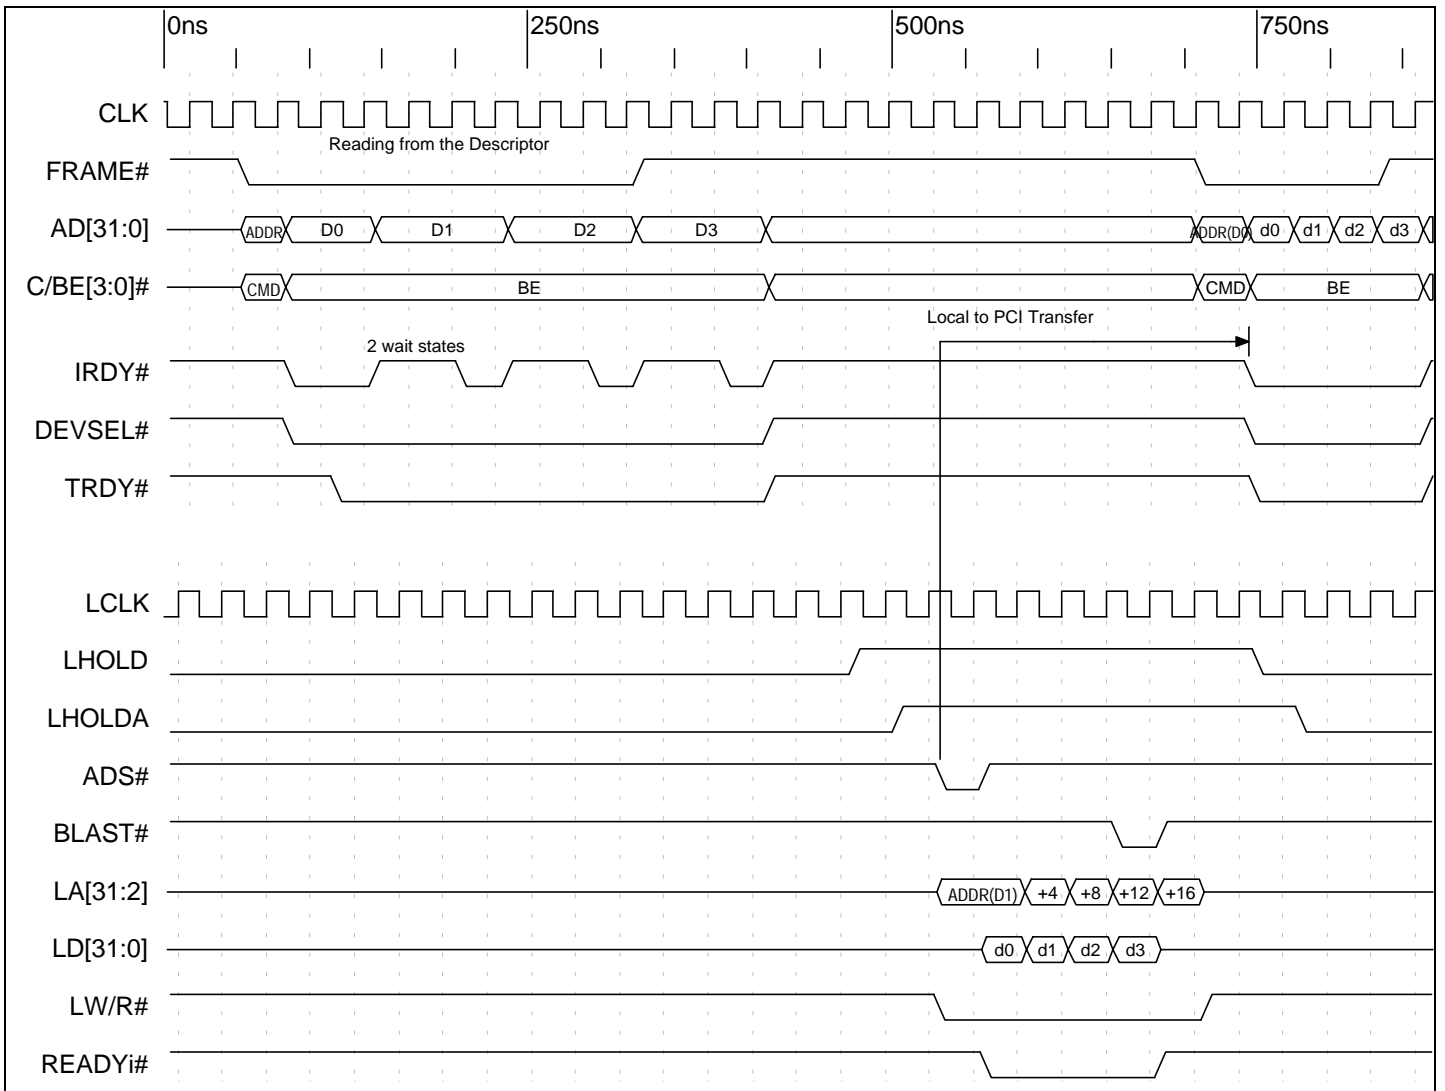 0ns 250ns 500ns 750ns
CLK
Reading from the Descriptor
FRAME#
AD[31:0] ADDR D0 D1 D2 D3 ADDR(D0) d0 d1 d2 d3
C/BE[3:0]# CMD BE CMD BE
Local to PCI Transfer
2 wait states
IRDY#
DEVSEL#
TRDY#
LCLK
LHOLD
LHOLDA
ADS#
BLAST#
LA[31:2] ADDR(D1) +4 +8 +12 +16
LD[31:0] d0 d1 d2 d3
LW/R#
READYi#